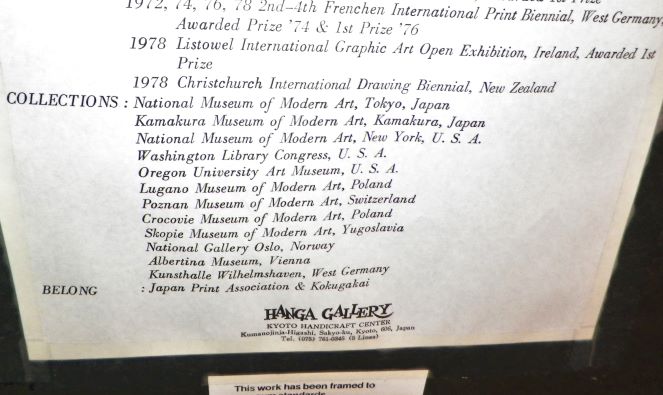 1972, 74, 76, 78 2nd-4th Frenchen International Print Biennial, West Germany,
Awarded Prize '74 & 1st Prize '76
1978 Listowel International Graphic Art Open Exhibition, Ireland, Awarded 1st
Prize
1978 Christchurch International Drawing Biennial, New Zealand
COLLECTIONS : National Museum of Modern Art, Tokyo, Japan
Kamakura Museum of Modern Art, Kamakura, Japan
National Museum of Modern Art, New York, U. S. A.
Washington Library Congress, U. S. A.
Oregon University Art Museum, U. S. A.
Lugano Museum of Modern Art, Poland
Poznan Museum of Modern Art, Switzerland
Crocovie Museum of Modern Art, Poland
Skopie Museum of Modern Art, Yugoslavia
National Gallery Oslo, Norway
Albertina Museum, Vienna
Kunsthalle Wilhelmshaven, West Germany
BELONG : Japan Print Association & Kokugakai
HANGA GALLERY
KYOTO HANDICRAFT CENTER
Kumanojinja-Higashi, Sakyo-ku, Kyoto, 606, Japan
Tel. (075) 761-0345 (5 Lines)
This work has been framed to